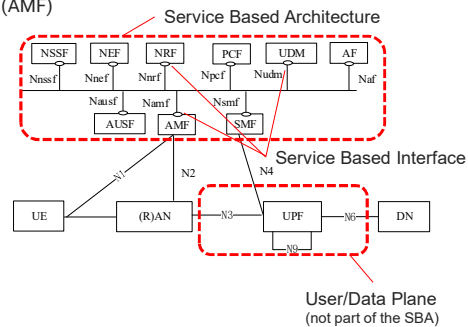 (AMF)
Service Based Architecture
NSSF NEF NRF PCF UDM AF
Nnssf Nnef Nnrf Npcf Nudm Naf
Nausf Namf Nsmf
AUSF AMF SMF
Service Based Interface
N1 N2 N4
UE (R)AN N3 UPF N6 DN
N9
User/Data Plane
(not part of the SBA)